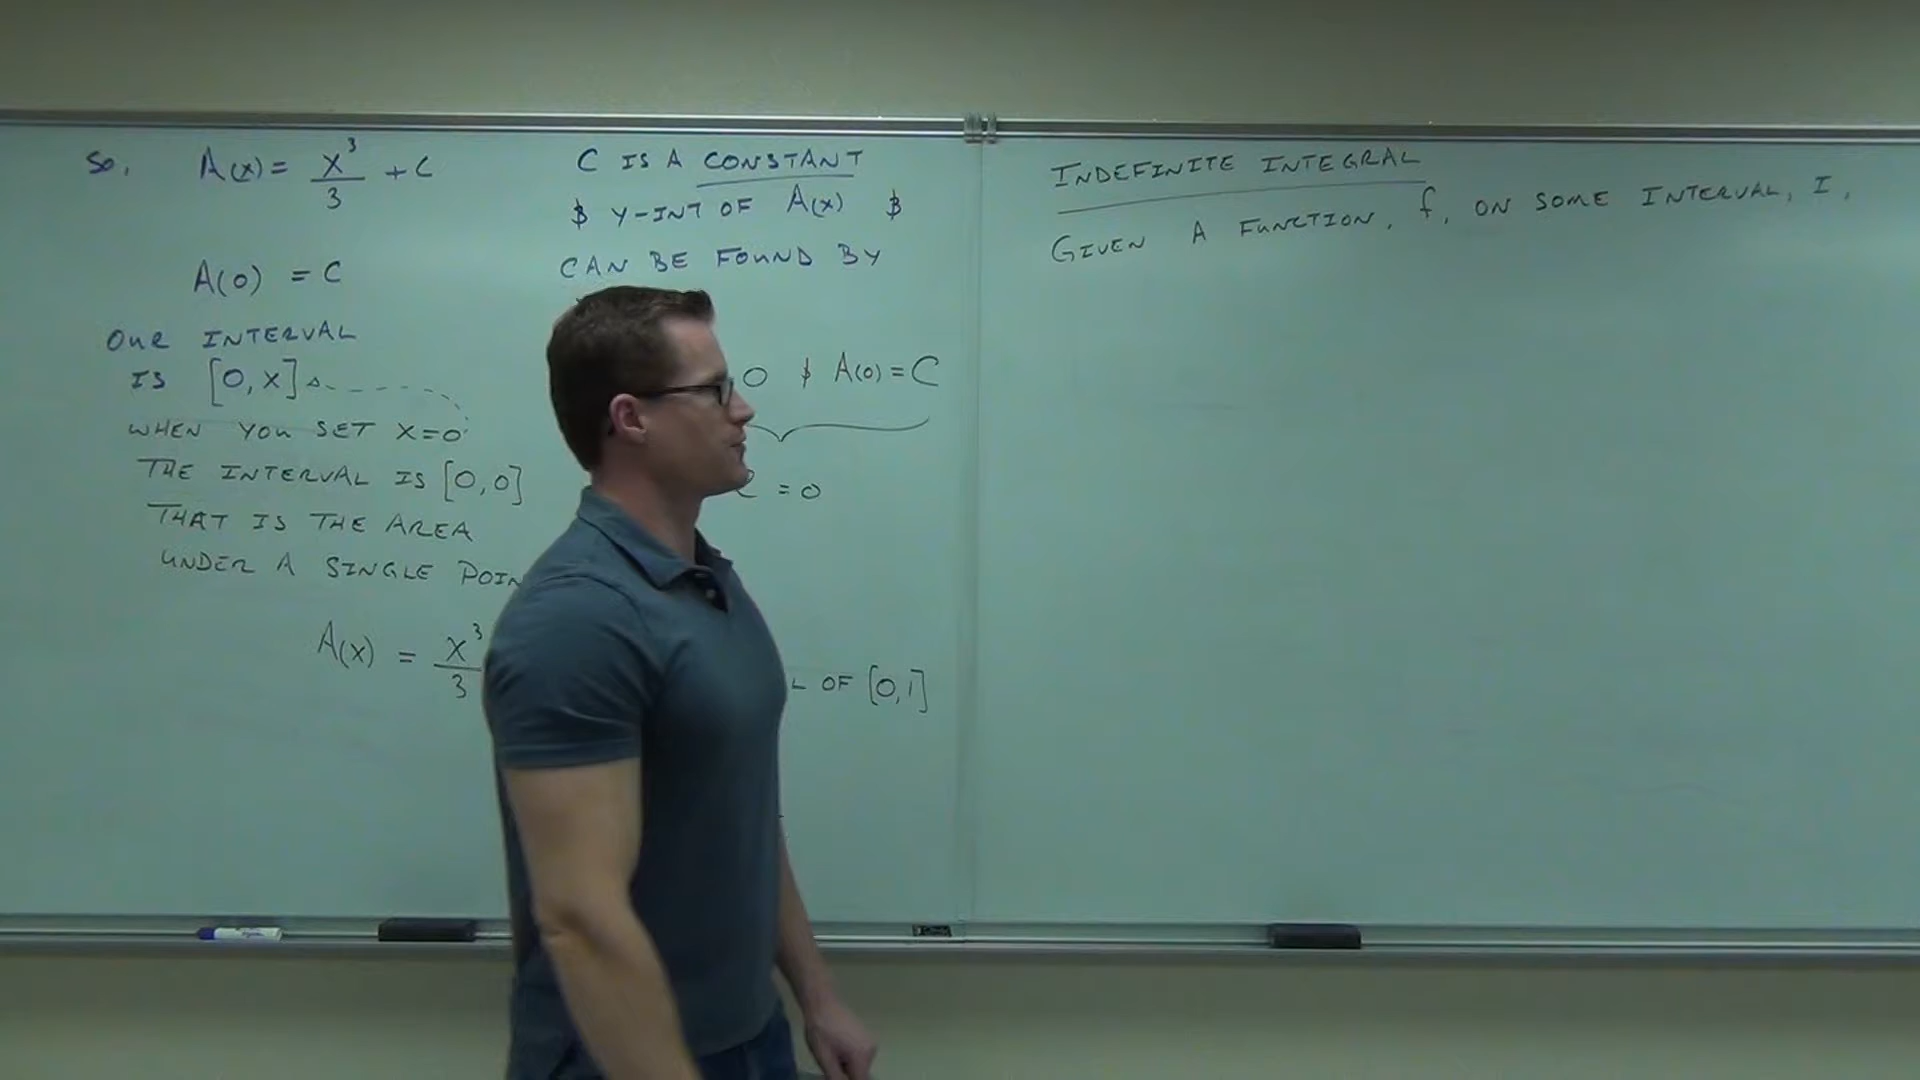 So, A(x) = x³/3 + C
A(0) = C
OUR INTERVAL
IS [0, x]
WHEN YOU SET X=0
THE INTERVAL IS [0,0]
THAT IS THE AREA
UNDER A SINGLE
A(x) = x³/3
C IS A CONSTANT
$ Y-INT OF A(x) $
CAN BE FOUND BY
0 $ A(0) = C
= 0
OF [0,1]
INDEFINITE INTEGRAL
GIVEN A FUNCTION, f, ON SOME INTERVAL, I,